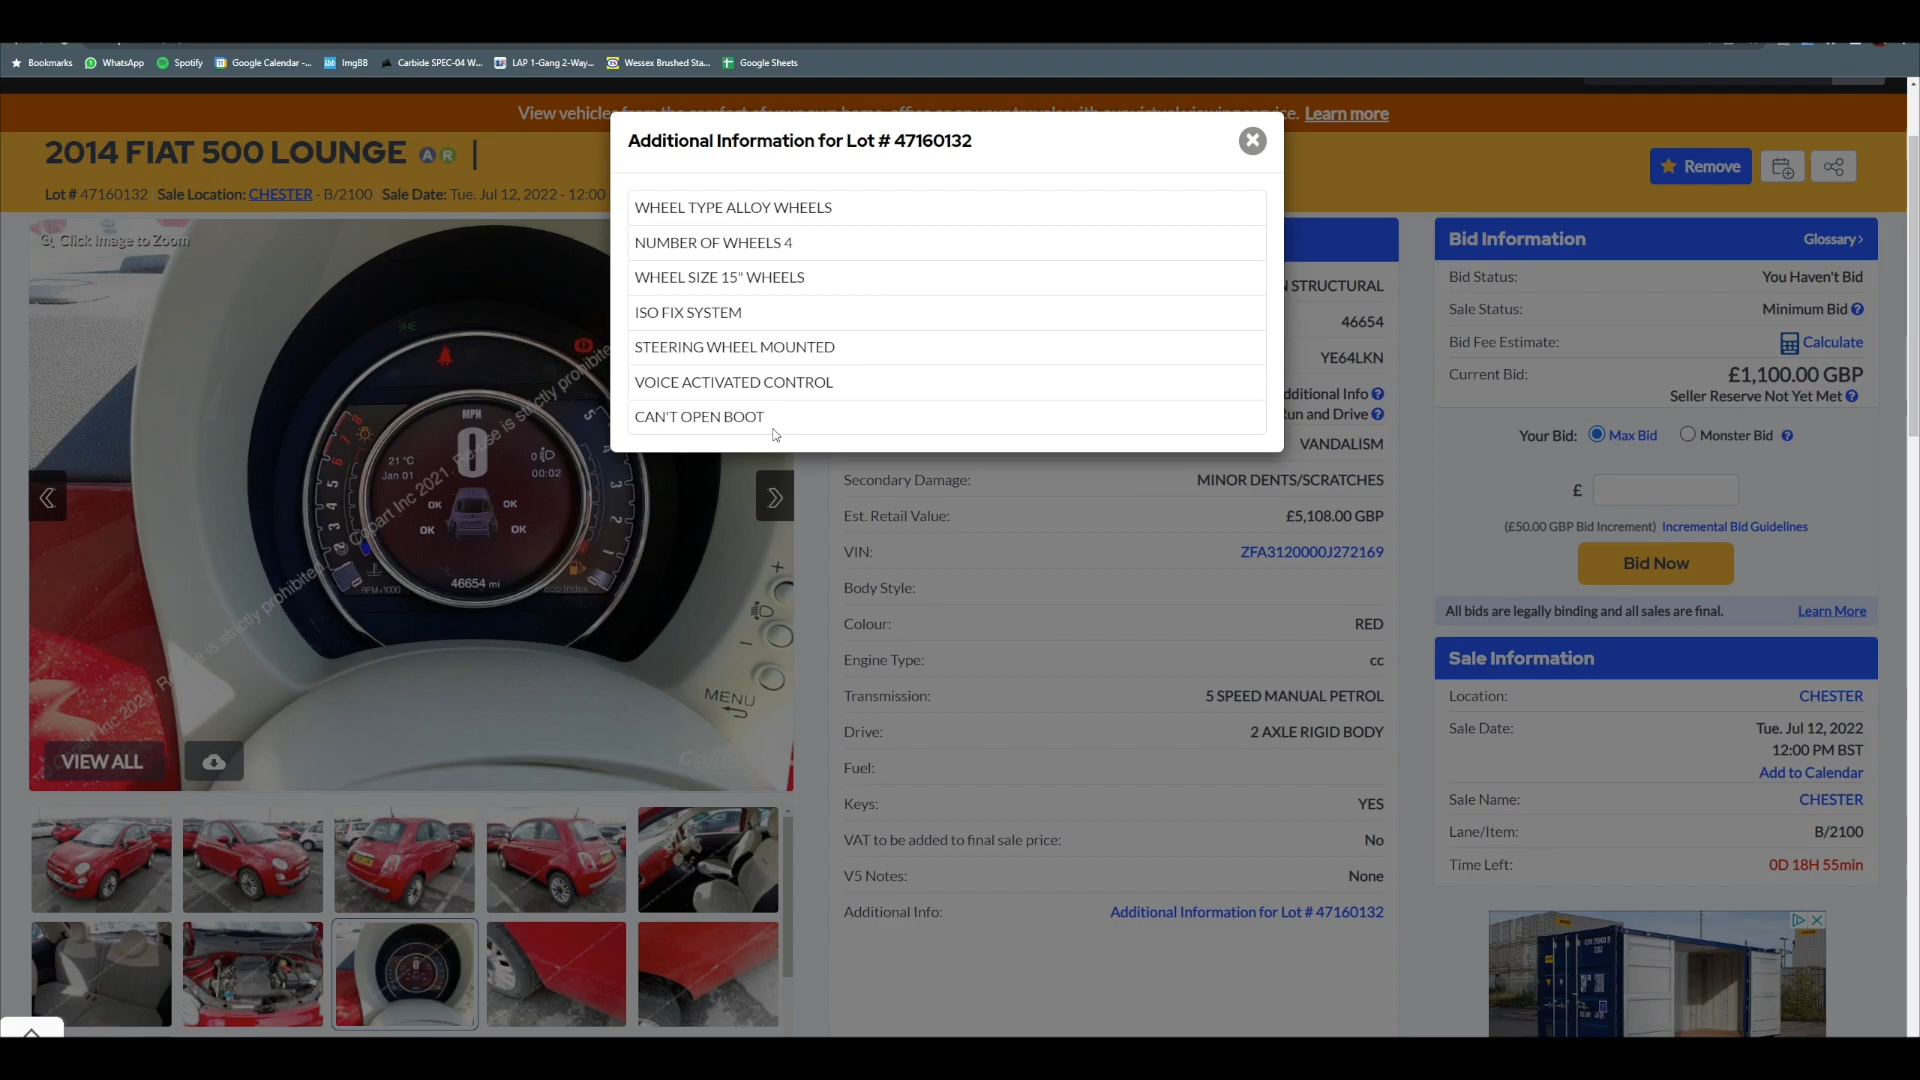 Bookmarks WhatsApp Spotify Google Calendar -... ImgBB Carbide SPEC-04 W... LAP 1-Gang 2-Way... Wessex Brushed Sta... Google Sheets
View vehicles
Learn more
2014 FIAT 500 LOUNGE A R
Lot # 47160132 Sale Location: CHESTER - B/2100 Sale Date: Tue. Jul 12, 2022 - 12:00
Remove
Additional Information for Lot # 47160132
WHEEL TYPE ALLOY WHEELS
NUMBER OF WHEELS 4
WHEEL SIZE 15" WHEELS
ISO FIX SYSTEM
STEERING WHEEL MOUNTED
VOICE ACTIVATED CONTROL
CAN'T OPEN BOOT
Click Image to Zoom
MPH
0
21 °C
Jan 01
0
00:02
OK OK
OK OK
46654 mi
RPM×1000
eco Index
MENU
VIEW ALL
STRUCTURAL
46654
YE64LKN
dditional Info
un and Drive
VANDALISM
Secondary Damage: MINOR DENTS/SCRATCHES
Est. Retail Value: £5,108.00 GBP
VIN: ZFA3120000J272169
Body Style:
Colour: RED
Engine Type: cc
Transmission: 5 SPEED MANUAL PETROL
Drive: 2 AXLE RIGID BODY
Fuel:
Keys: YES
VAT to be added to final sale price: No
V5 Notes: None
Additional Info: Additional Information for Lot # 47160132
Bid Information Glossary
Bid Status: You Haven't Bid
Sale Status: Minimum Bid
Bid Fee Estimate: Calculate
Current Bid: £1,100.00 GBP
Seller Reserve Not Yet Met
Your Bid: Max Bid Monster Bid
£
(£50.00 GBP Bid Increment) Incremental Bid Guidelines
Bid Now
All bids are legally binding and all sales are final. Learn More
Sale Information
Location: CHESTER
Sale Date: Tue. Jul 12, 2022
12:00 PM BST
Add to Calendar
Sale Name: CHESTER
Lane/Item: B/2100
Time Left: 0D 18H 55min